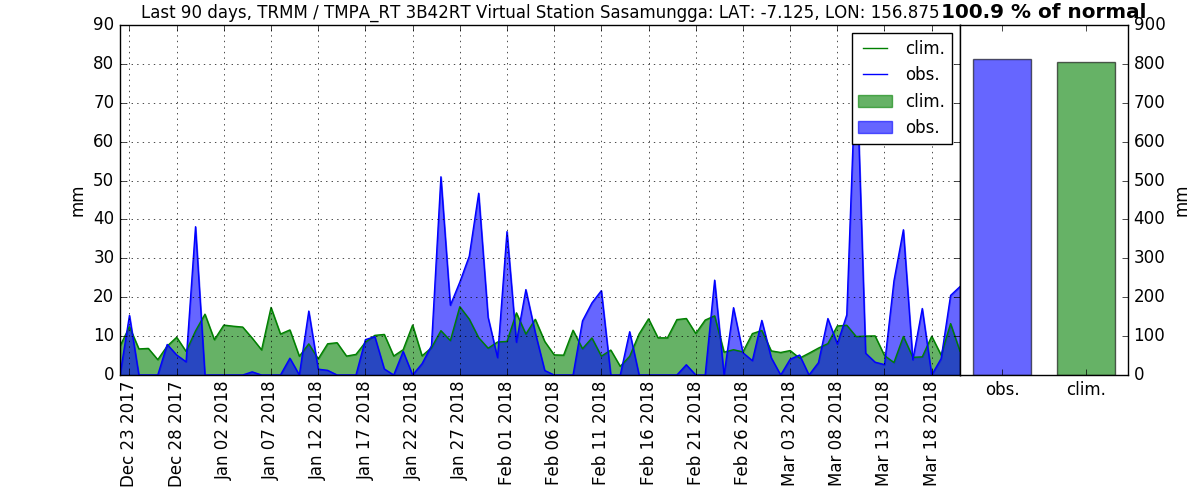 Last 90 days, TRMM / TMPA_RT 3B42RT Virtual Station Sasamungga: LAT: -7.125, LON: 156.875 100.9 % of normal
90
80
70
60
50
40
30
20
10
0
mm
clim.
obs.
clim.
obs.
900
800
700
600
500
400
300
200
100
0
mm
obs.
clim.
Dec 23 2017
Dec 28 2017
Jan 02 2018
Jan 07 2018
Jan 12 2018
Jan 17 2018
Jan 22 2018
Jan 27 2018
Feb 01 2018
Feb 06 2018
Feb 11 2018
Feb 16 2018
Feb 21 2018
Feb 26 2018
Mar 03 2018
Mar 08 2018
Mar 13 2018
Mar 18 2018